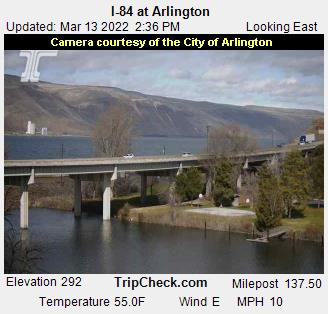 I-84 at Arlington
Updated: Mar 13 2022 2:36 PM Looking East
Camera courtesy of the City of Arlington
Elevation 292 TripCheck.com Milepost 137.50
Temperature 55.0F Wind E MPH 10